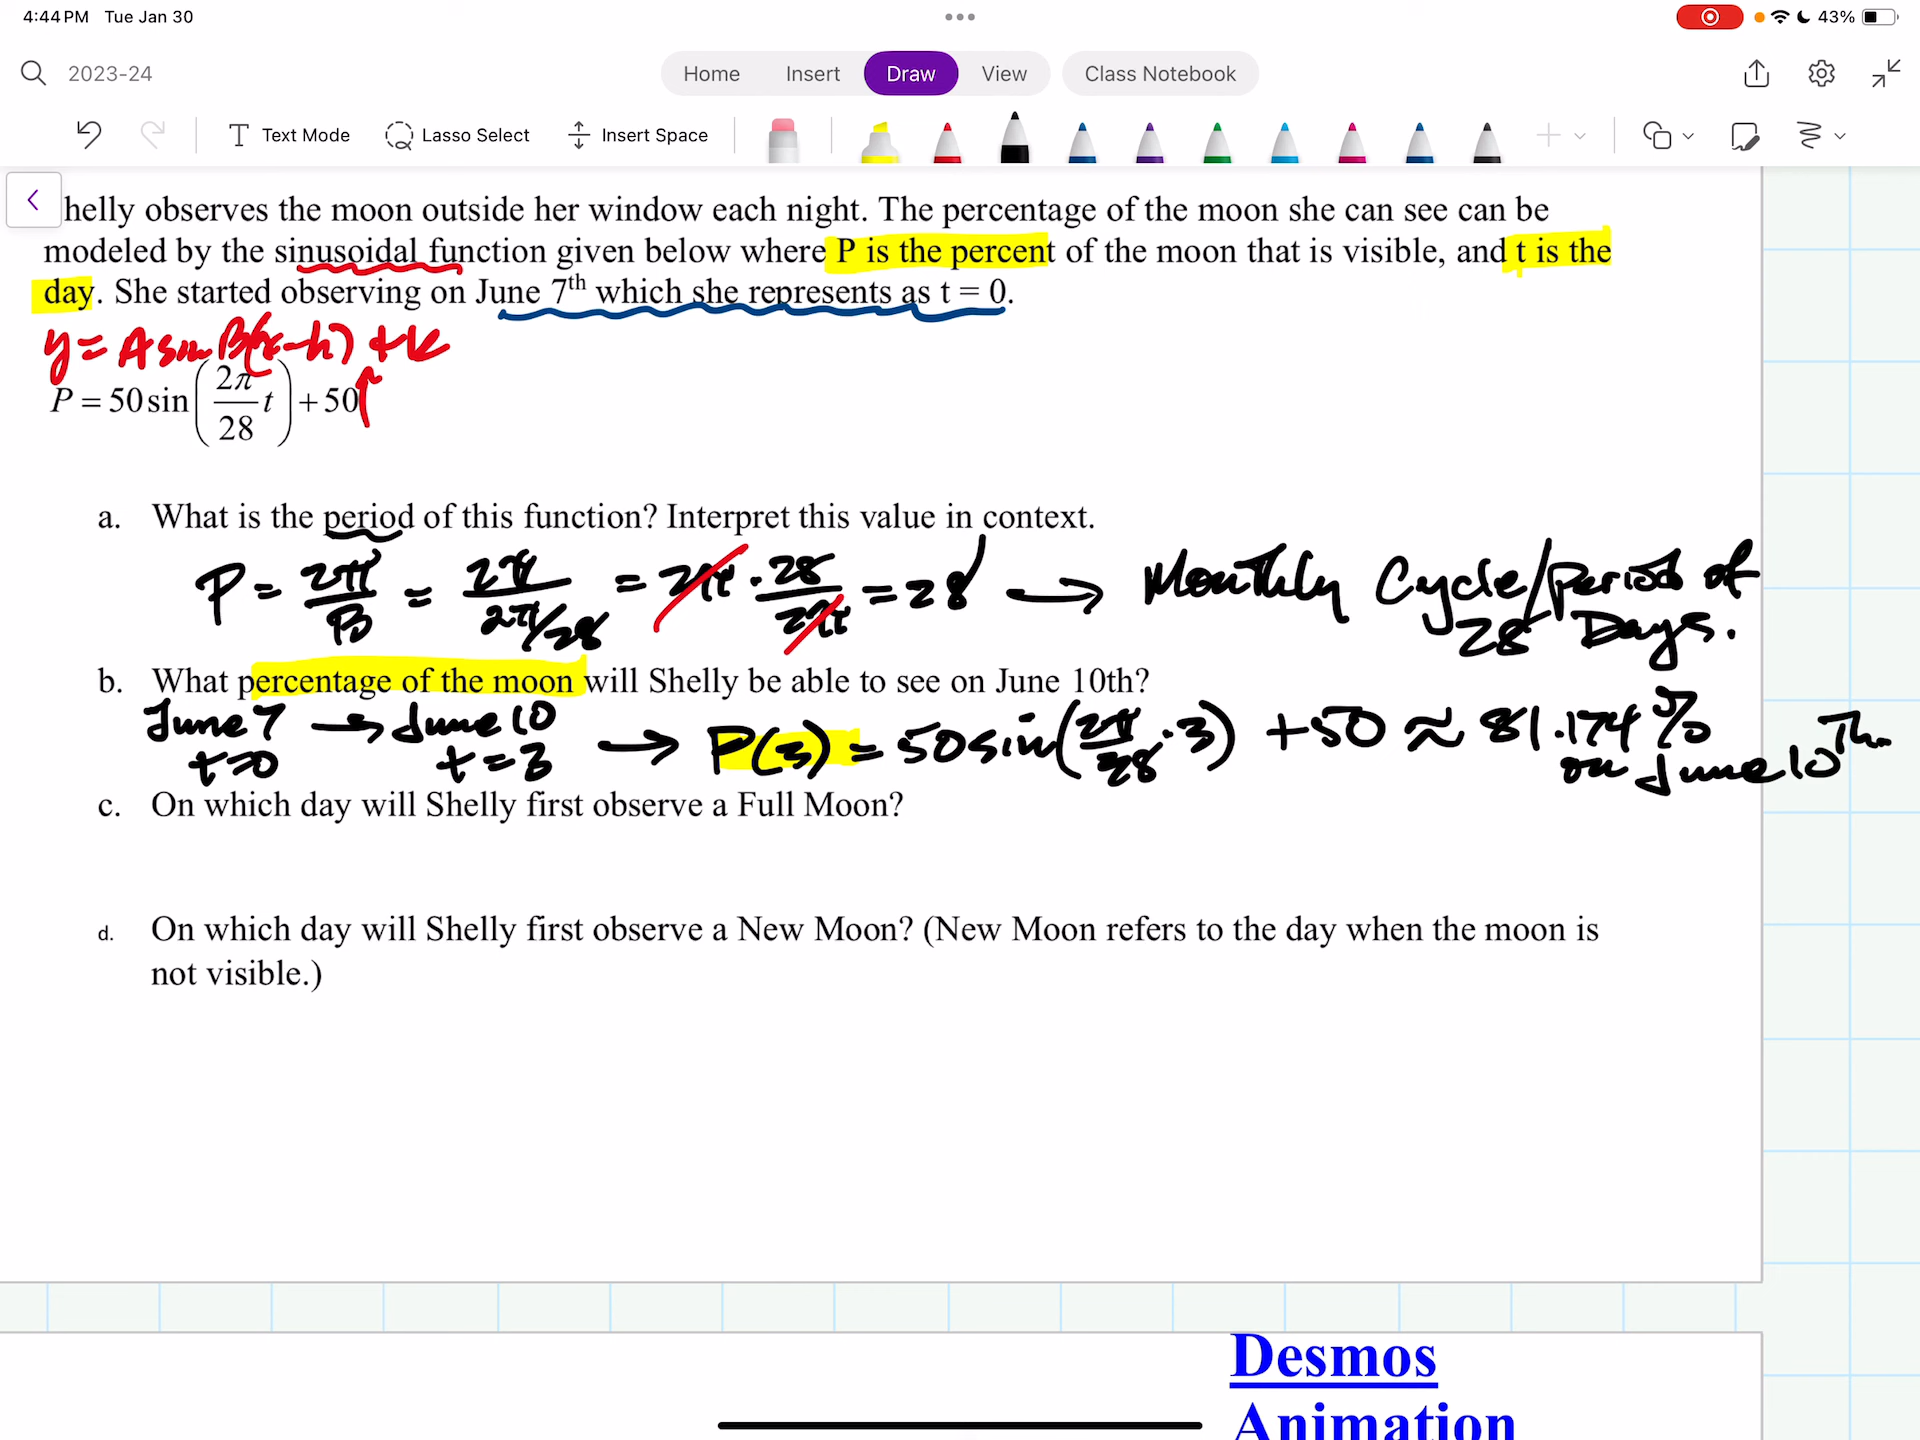 4:44 PM Tue Jan 30
43%
2023-24
Home Insert Draw View Class Notebook
Text Mode Lasso Select Insert Space
helly observes the moon outside her window each night. The percentage of the moon she can see can be
modeled by the sinusoidal function given below where P is the percent of the moon that is visible, and t is the
day. She started observing on June 7th which she represents as t = 0.
y = A sin B(x-h) + k
P = 50 sin(2π/28 t) + 50
a. What is the period of this function? Interpret this value in context.
P = 2π/B = 2π/2π/28 = 2π · 28/2π = 28 → Monthly Cycle/period of
28 Days.
b. What percentage of the moon will Shelly be able to see on June 10th?
June 7 → June 10
t=0 t=3 → P(3) = 50 sin(2π/28 · 3) + 50 ≈ 81.174%
on June 10Th
c. On which day will Shelly first observe a Full Moon?
d. On which day will Shelly first observe a New Moon? (New Moon refers to the day when the moon is
not visible.)
Desmos
Animation